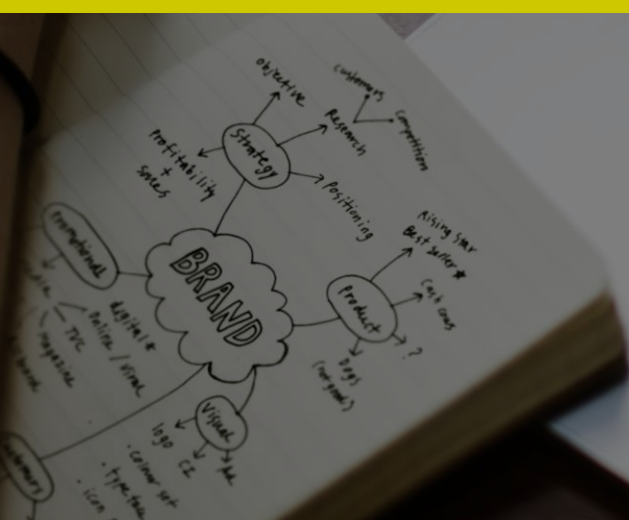 objective
customers
Competition
Research
Strategy
Profitability
+
sales
Positioning
Rising star
Best seller*
Promotional
BRAND
Product
Cash cows
?
Dogs
digital*
Online / Viral
TVC
magazine
Visual
logo
CI
• colour set
• typeface
• icon